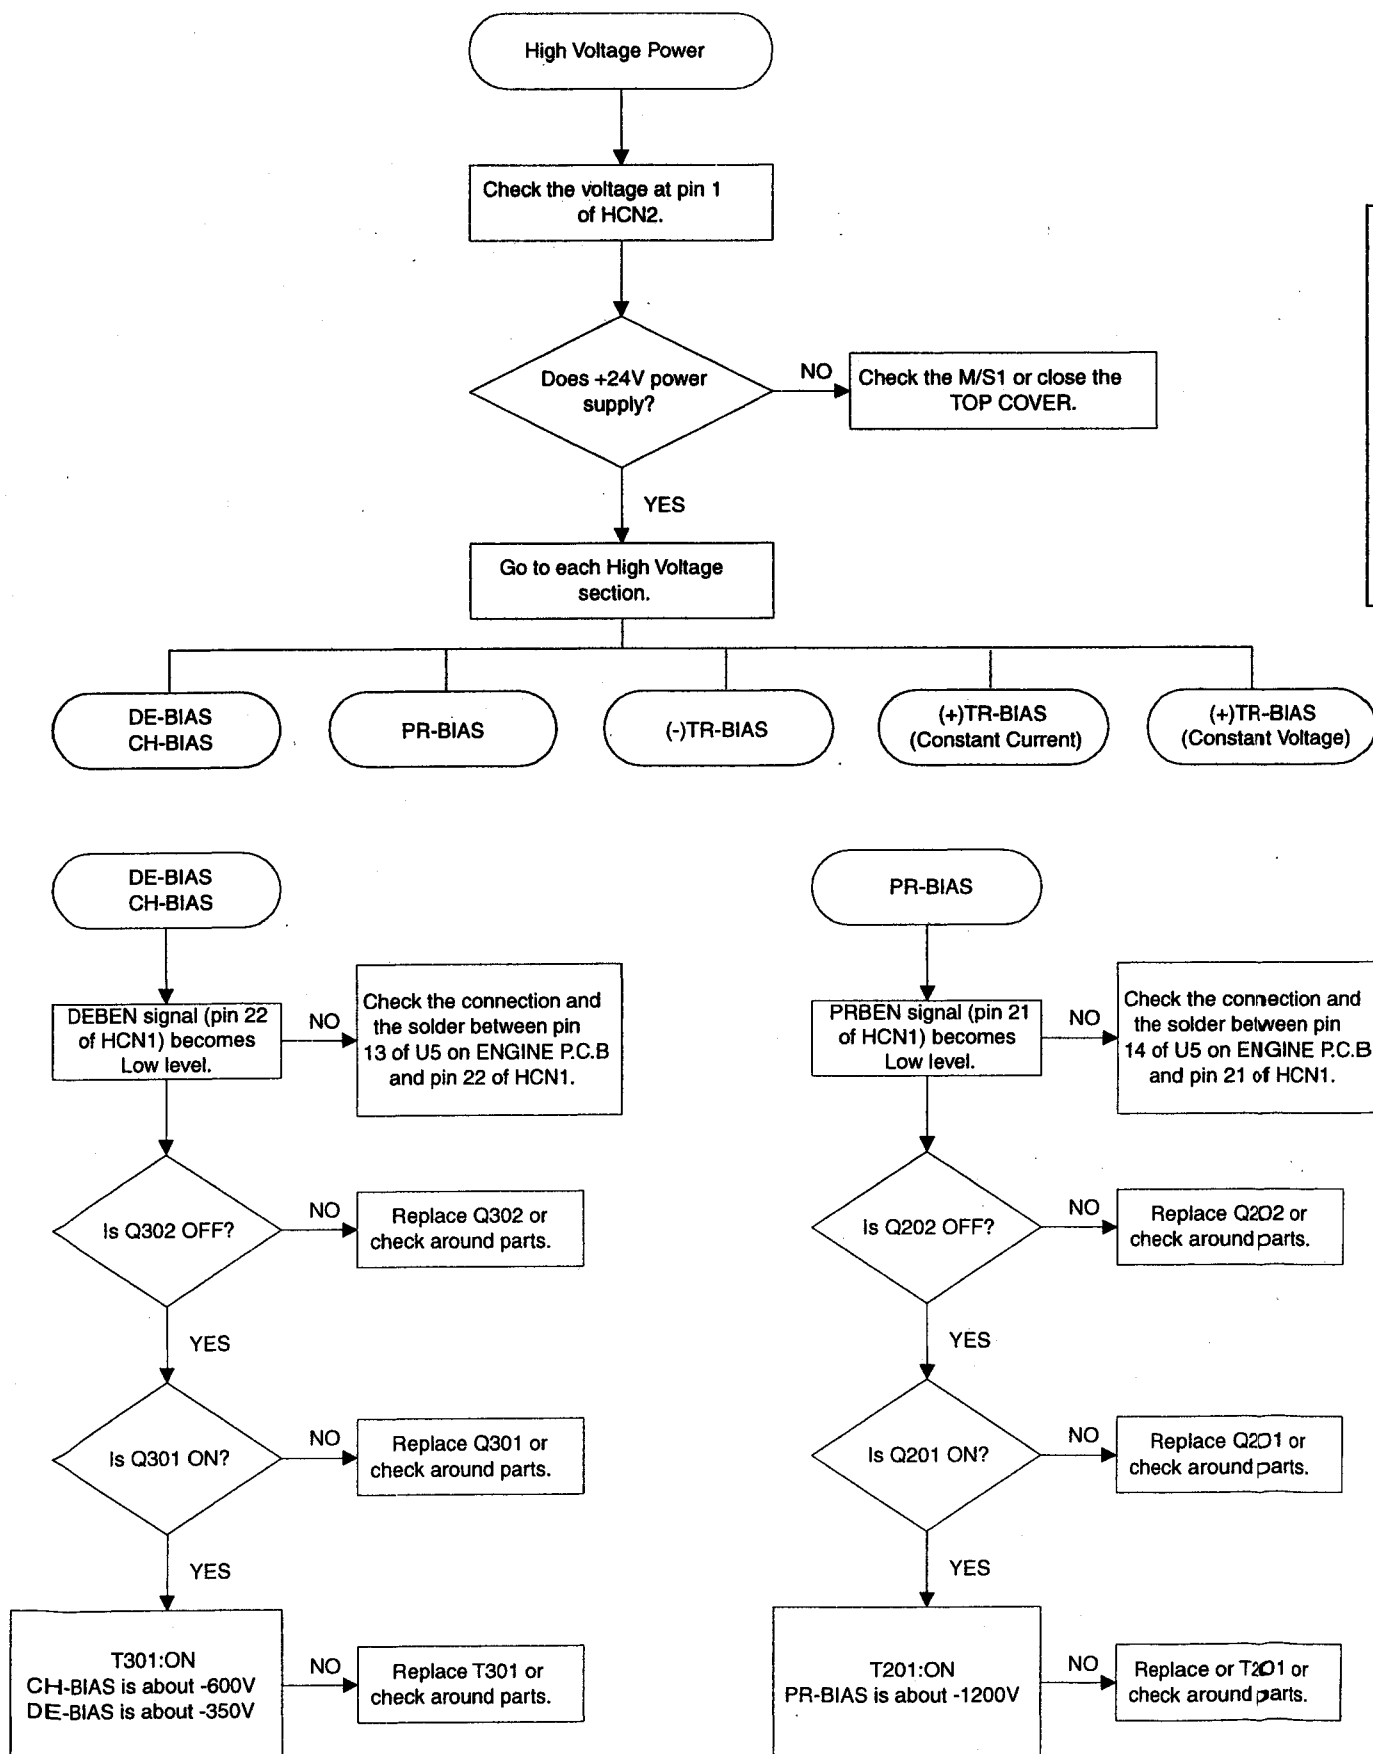 High Voltage Power
Check the voltage at pin 1
of HCN2.
Does +24V power
supply?
NO
Check the M/S1 or close the
TOP COVER.
YES
Go to each High Voltage
section.
DE-BIAS
CH-BIAS
PR-BIAS
(-)TR-BIAS
(+)TR-BIAS
(Constant Current)
(+)TR-BIAS
(Constant Voltage)
DE-BIAS
CH-BIAS
DEBEN signal (pin 22
of HCN1) becomes
Low level.
NO
Check the connection and
the solder between pin
13 of U5 on ENGINE P.C.B
and pin 22 of HCN1.
Is Q302 OFF?
NO
Replace Q302 or
check around parts.
YES
Is Q301 ON?
NO
Replace Q301 or
check around parts.
YES
T301:ON
CH-BIAS is about -600V
DE-BIAS is about -350V
NO
Replace T301 or
check around parts.
PR-BIAS
PRBEN signal (pin 21
of HCN1) becomes
Low level.
NO
Check the connection and
the solder between pin
14 of U5 on ENGINE P.C.B
and pin 21 of HCN1.
Is Q202 OFF?
NO
Replace Q202 or
check around parts.
YES
Is Q201 ON?
NO
Replace Q201 or
check around parts.
YES
T201:ON
PR-BIAS is about -1200V
NO
Replace or T201 or
check around parts.